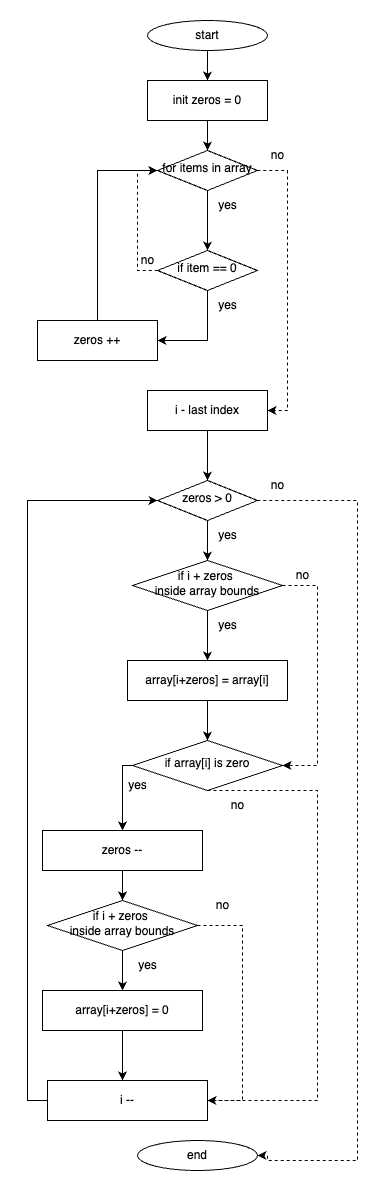 start
init zeros = 0
for items in array
no
yes
if item == 0
no
yes
zeros ++
i - last index
zeros > 0
no
yes
if i + zeros
inside array bounds
no
yes
array[i+zeros] = array[i]
if array[i] is zero
yes
no
zeros --
if i + zeros
inside array bounds
no
yes
array[i+zeros] = 0
i --
end